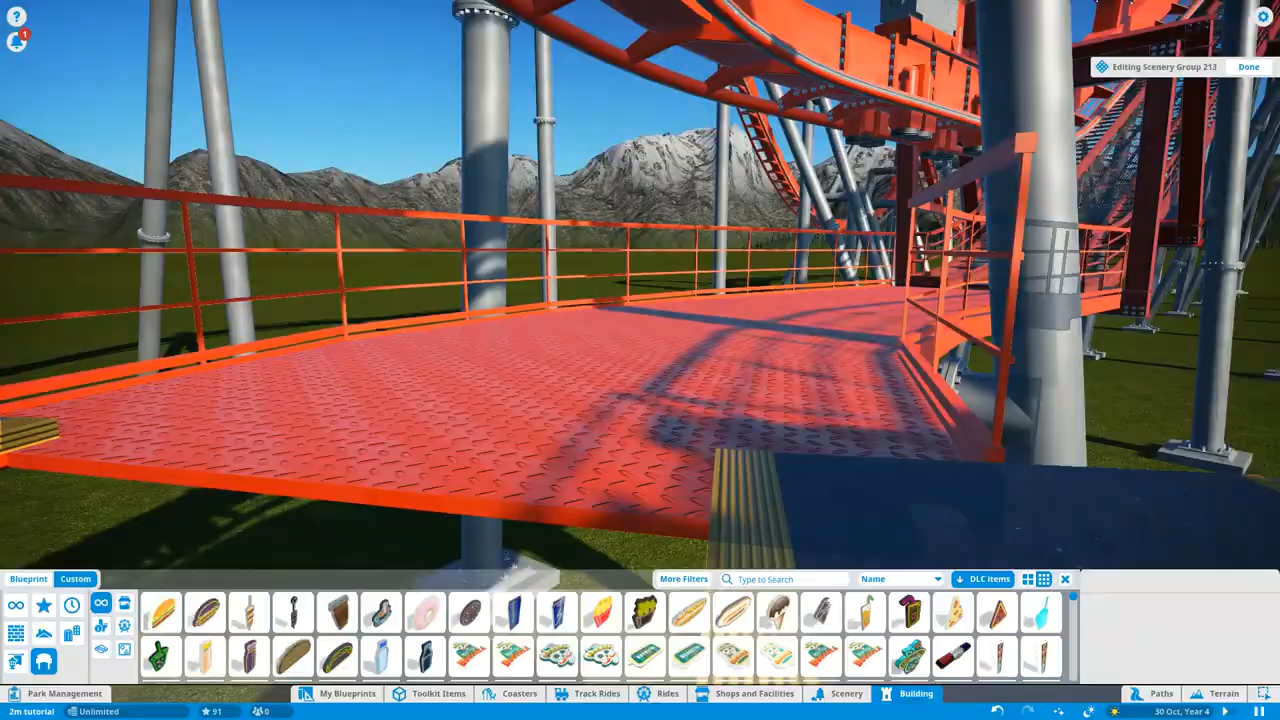 ?
1
Editing Scenery Group 213 Done
Blueprint Custom More Filters Type to Search Name DLC items
Park Management My Blueprints Toolkit Items Coasters Track Rides Rides Shops and Facilities Scenery Building Paths Terrain
2m tutorial Unlimited 91 0 30 Oct, Year 4